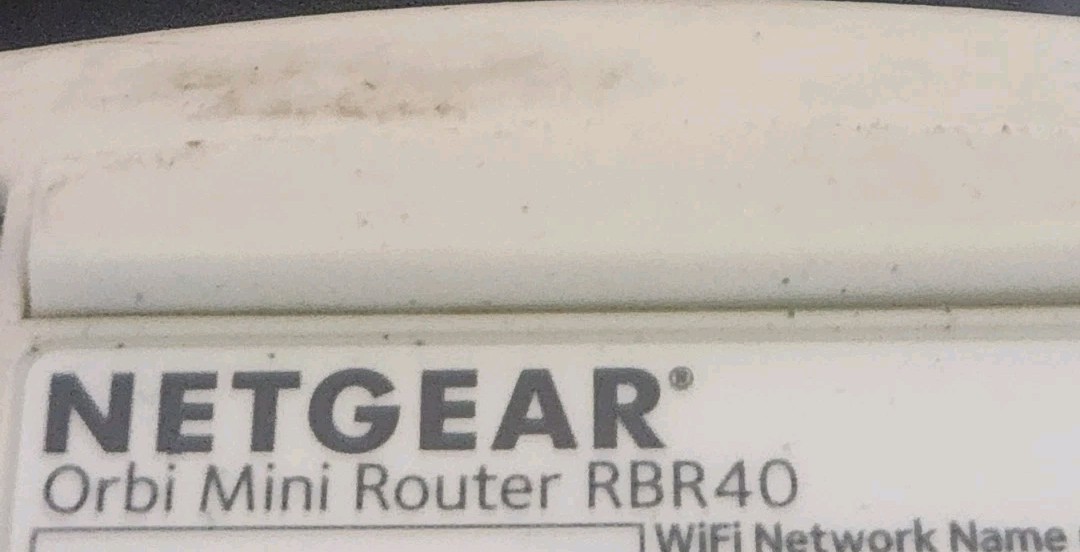 NETGEAR®
Orbi Mini Router RBR40
WiFi Network Name